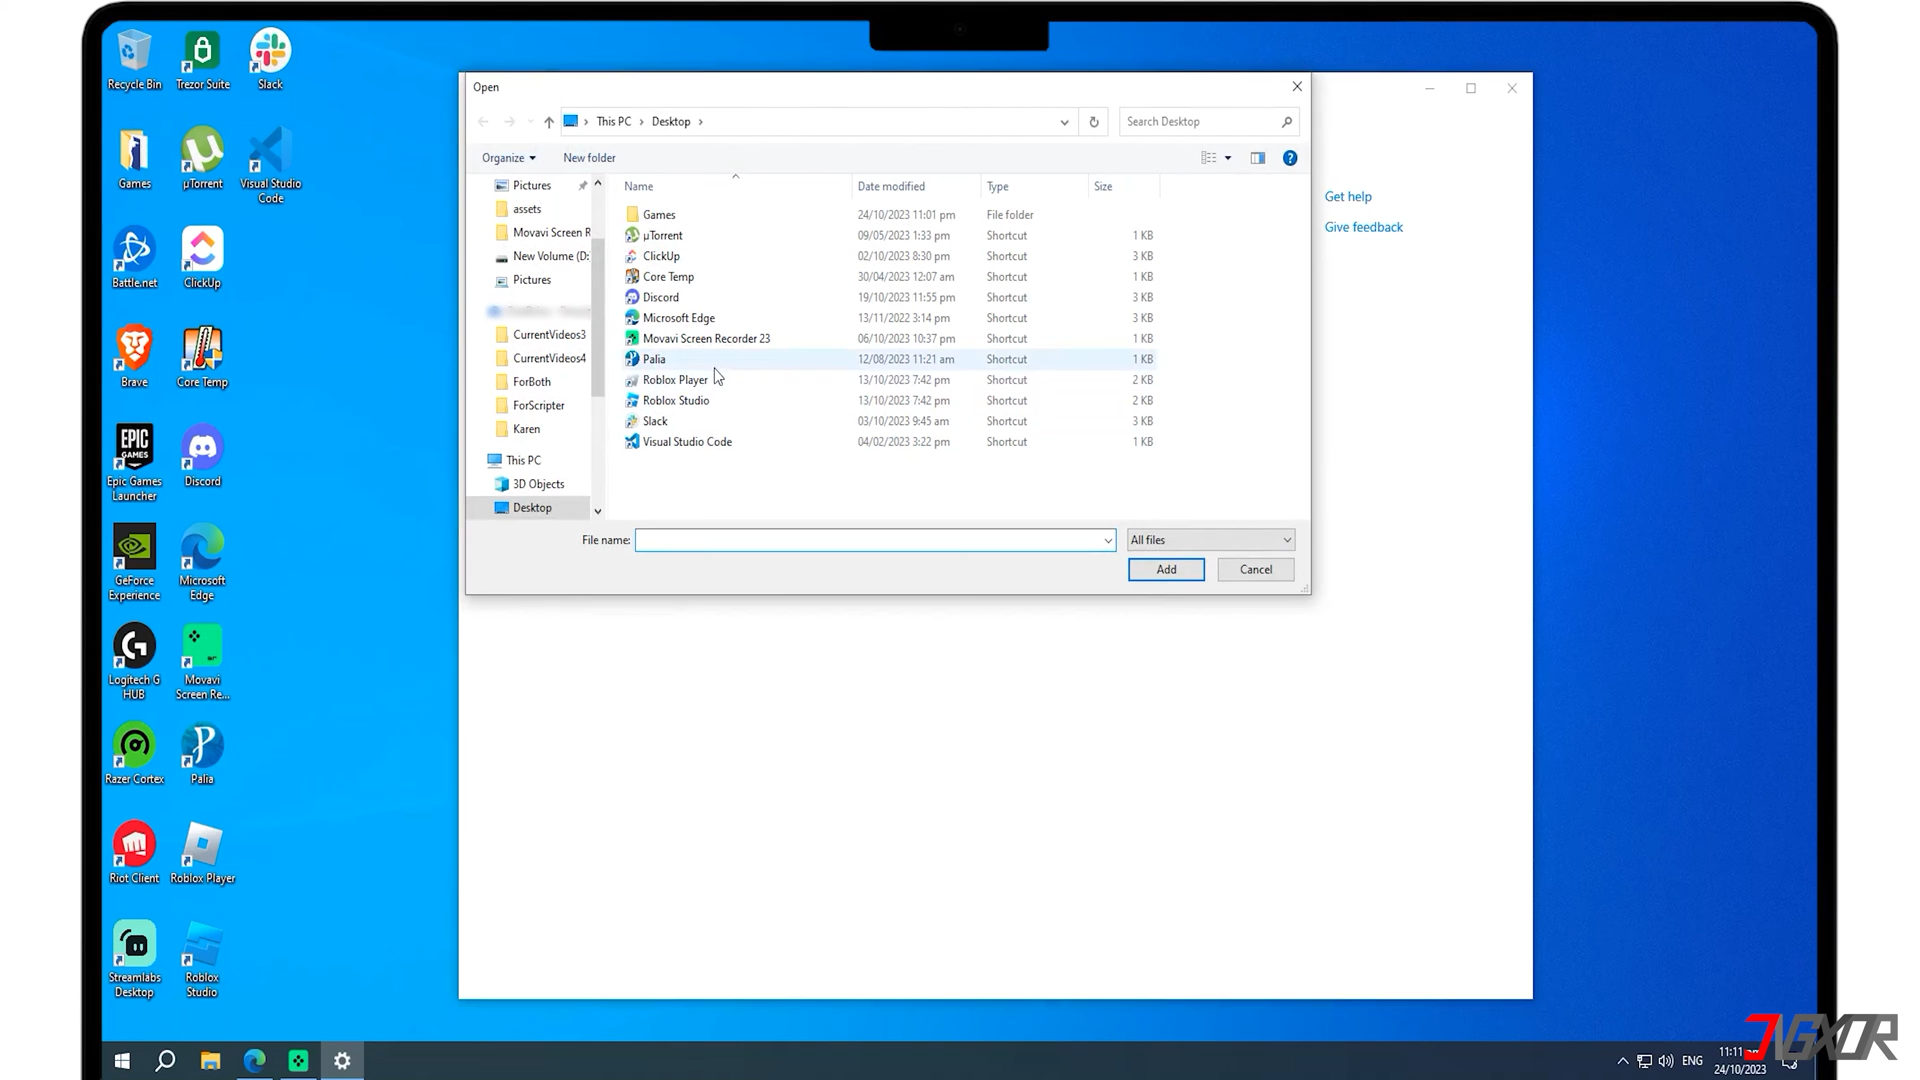 Recycle Bin
Trezor Suite
Slack
Games
µTorrent
Visual Studio
Code
Battle.net
ClickUp
Brave
Core Temp
EPIC
GAMES
Epic Games
Launcher
Discord
GeForce
Experience
Microsoft
Edge
Logitech G
HUB
Movavi
Screen Re...
Razer Cortex
Palia
Riot Client
Roblox Player
Streamlabs
Desktop
Roblox
Studio
Open
This PC › Desktop ›
Search Desktop
Organize
New folder
Pictures
assets
Movavi Screen R
New Volume (D:
Pictures
CurrentVideos3
CurrentVideos4
ForBoth
ForScripter
Karen
This PC
3D Objects
Desktop
Name Date modified Type Size
Games 24/10/2023 11:01 pm File folder
µTorrent 09/05/2023 1:33 pm Shortcut 1 KB
ClickUp 02/10/2023 8:30 pm Shortcut 3 KB
Core Temp 30/04/2023 12:07 am Shortcut 1 KB
Discord 19/10/2023 11:55 pm Shortcut 3 KB
Microsoft Edge 13/11/2022 3:14 pm Shortcut 3 KB
Movavi Screen Recorder 23 06/10/2023 10:37 pm Shortcut 1 KB
Palia 12/08/2023 11:21 am Shortcut 1 KB
Roblox Player 13/10/2023 7:42 pm Shortcut 2 KB
Roblox Studio 13/10/2023 7:42 pm Shortcut 2 KB
Slack 03/10/2023 9:45 am Shortcut 3 KB
Visual Studio Code 04/02/2023 3:22 pm Shortcut 1 KB
File name:
All files
Add
Cancel
Get help
Give feedback
ENG
11:11
24/10/2023